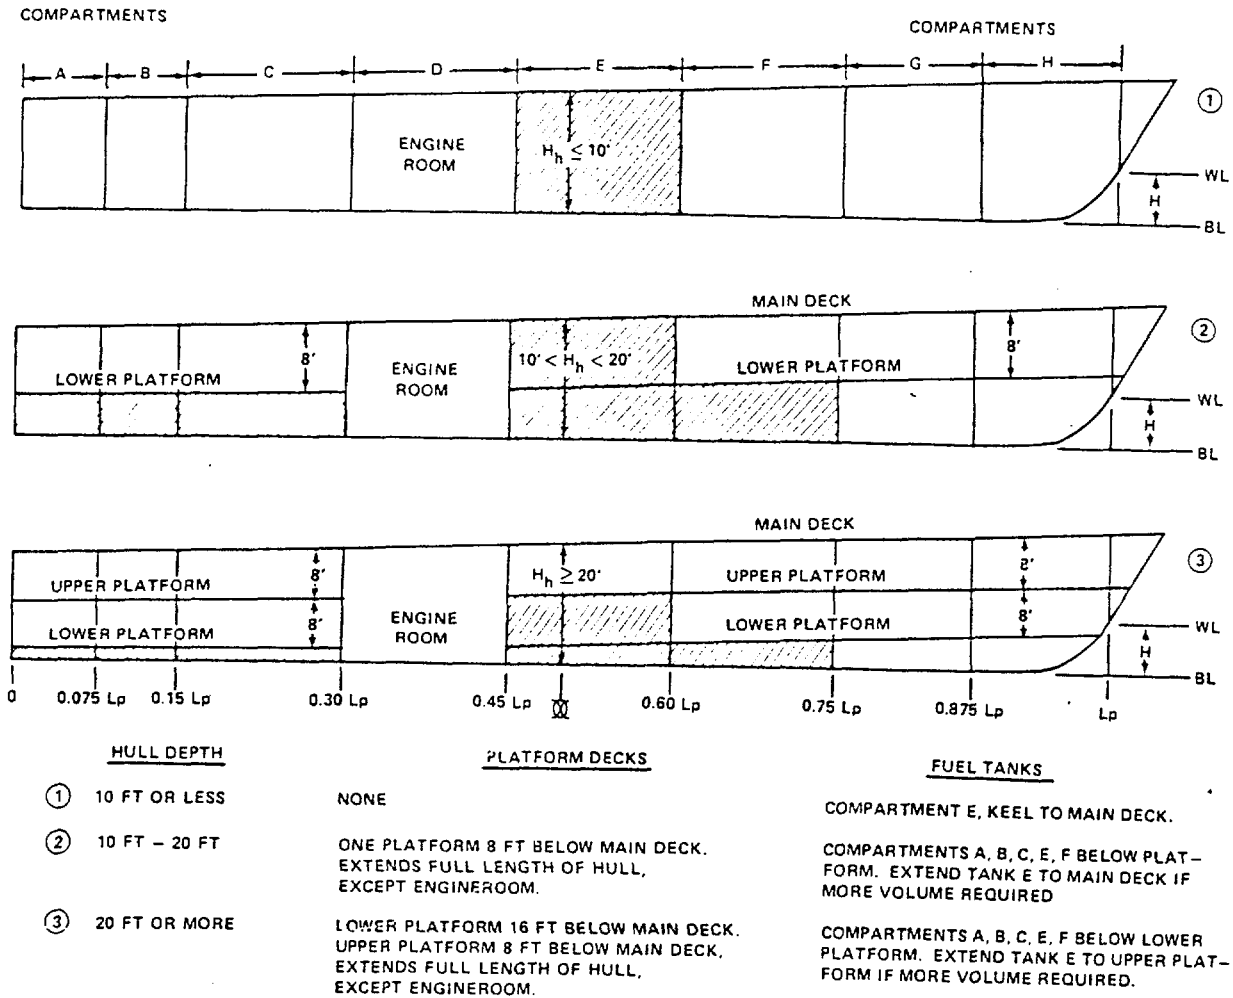 COMPARTMENTS
COMPARTMENTS
A B C D E F G H
ENGINE
ROOM
Hh ≤ 10'
1
WL
H
BL
MAIN DECK
2
8'
LOWER PLATFORM
ENGINE
ROOM
10' < Hh < 20'
LOWER PLATFORM
8'
WL
H
BL
MAIN DECK
3
UPPER PLATFORM
8'
Hh ≥ 20'
UPPER PLATFORM
8'
LOWER PLATFORM
8'
ENGINE
ROOM
LOWER PLATFORM
8'
WL
H
BL
0 0.075 Lp 0.15 Lp 0.30 Lp 0.45 Lp 0.60 Lp 0.75 Lp 0.875 Lp Lp
HULL DEPTH
PLATFORM DECKS
FUEL TANKS
1 10 FT OR LESS
NONE
COMPARTMENT E, KEEL TO MAIN DECK.
2 10 FT – 20 FT
ONE PLATFORM 8 FT BELOW MAIN DECK.
EXTENDS FULL LENGTH OF HULL,
EXCEPT ENGINEROOM.
COMPARTMENTS A, B, C, E, F BELOW PLAT–
FORM. EXTEND TANK E TO MAIN DECK IF
MORE VOLUME REQUIRED
3 20 FT OR MORE
LOWER PLATFORM 16 FT BELOW MAIN DECK.
UPPER PLATFORM 8 FT BELOW MAIN DECK,
EXTENDS FULL LENGTH OF HULL,
EXCEPT ENGINEROOM.
COMPARTMENTS A, B, C, E, F BELOW LOWER
PLATFORM. EXTEND TANK E TO UPPER PLAT–
FORM IF MORE VOLUME REQUIRED.